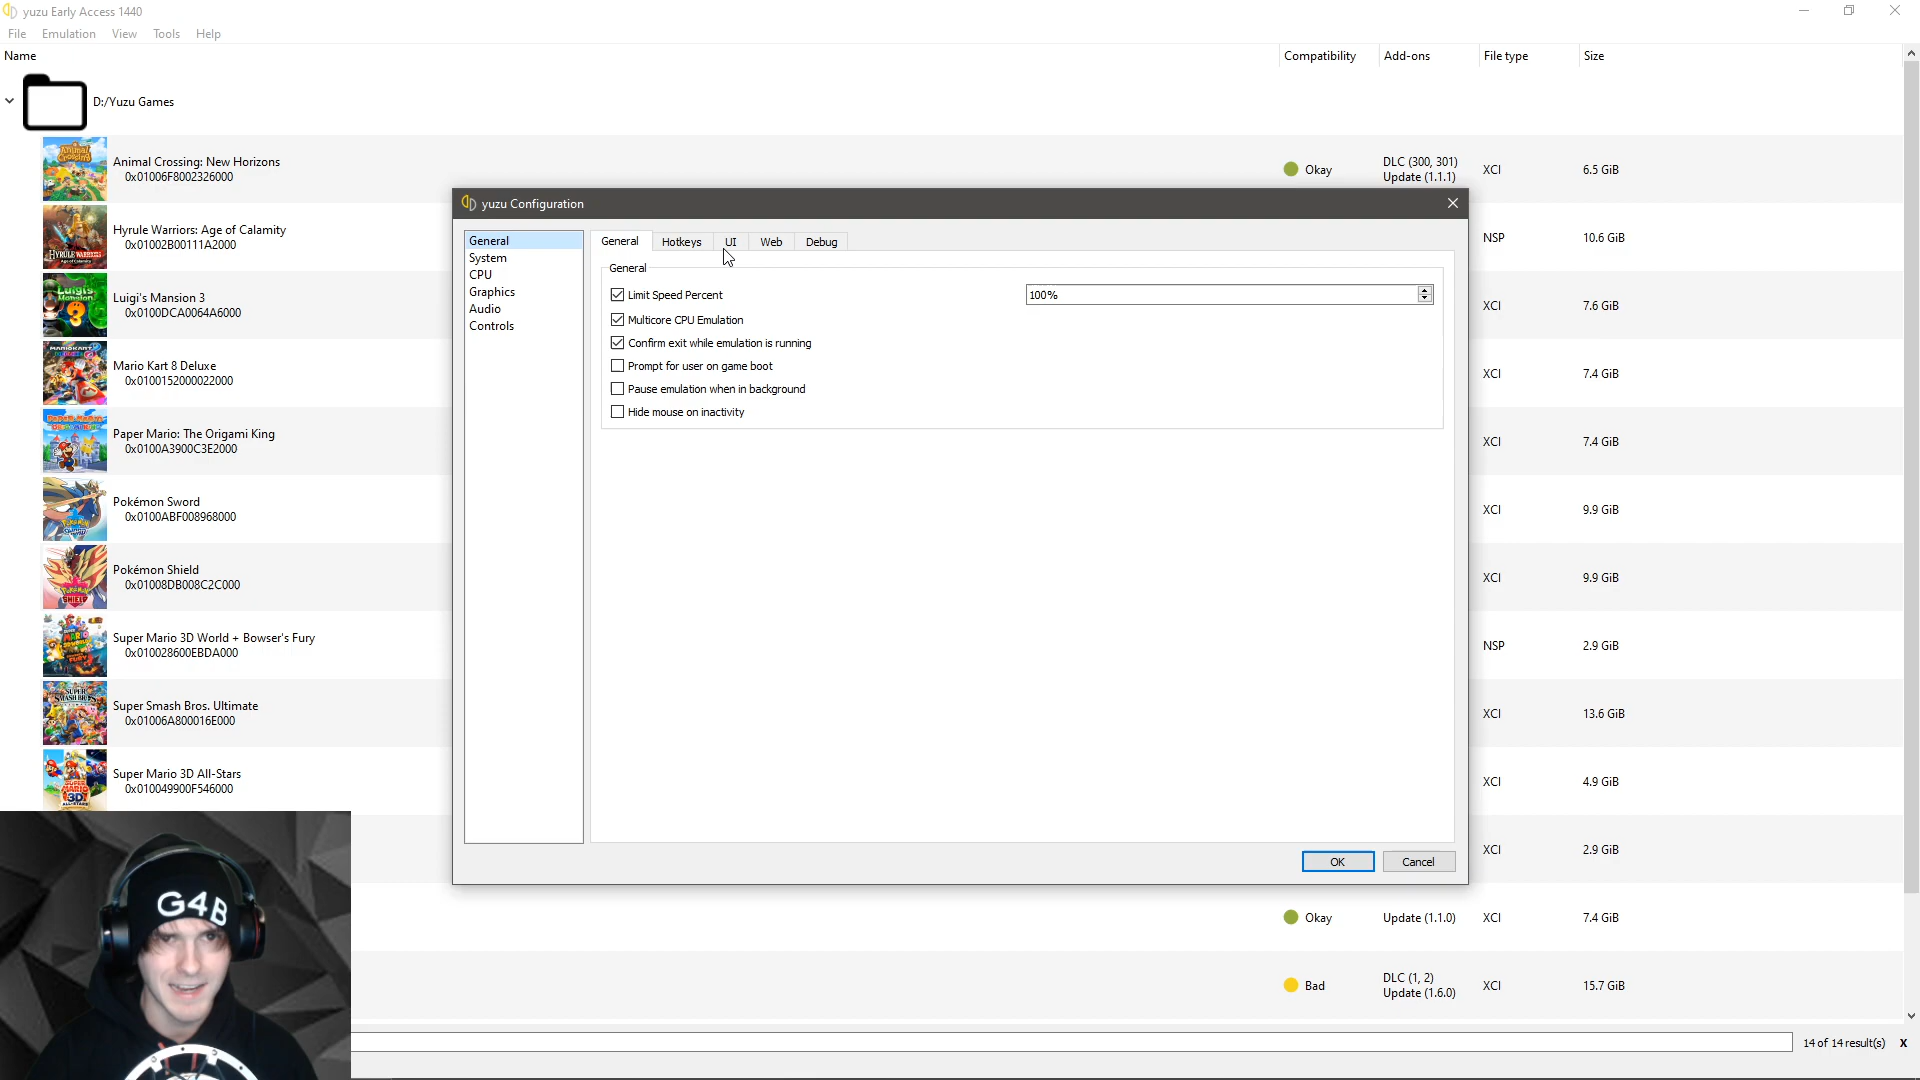 yuzu Early Access 1440
File Emulation View Tools Help
Name Compatibility Add-ons File type Size
D:/Yuzu Games
Animal Crossing: New Horizons
0x01006F8002326000
Okay
DLC (300, 301)
Update (1.1.1)
XCI
6.5 GiB
Hyrule Warriors: Age of Calamity
0x01002B00111A2000
NSP
10.6 GiB
Luigi's Mansion 3
0x0100DCA0064A6000
XCI
7.6 GiB
Mario Kart 8 Deluxe
0x0100152000022000
XCI
7.4 GiB
Paper Mario: The Origami King
0x0100A3900C3E2000
XCI
7.4 GiB
Pokémon Sword
0x0100ABF008968000
XCI
9.9 GiB
Pokémon Shield
0x01008DB008C2C000
XCI
9.9 GiB
Super Mario 3D World + Bowser's Fury
0x010028600EBDA000
NSP
2.9 GiB
Super Smash Bros. Ultimate
0x01006A800016E000
XCI
13.6 GiB
Super Mario 3D All-Stars
0x010049900F546000
XCI
4.9 GiB
XCI
2.9 GiB
Okay
Update (1.1.0)
XCI
7.4 GiB
Bad
DLC (1, 2)
Update (1.6.0)
XCI
15.7 GiB
14 of 14 result(s) X
yuzu Configuration
General
System
CPU
Graphics
Audio
Controls
General Hotkeys UI Web Debug
General
Limit Speed Percent 100%
Multicore CPU Emulation
Confirm exit while emulation is running
Prompt for user on game boot
Pause emulation when in background
Hide mouse on inactivity
OK Cancel
G4B